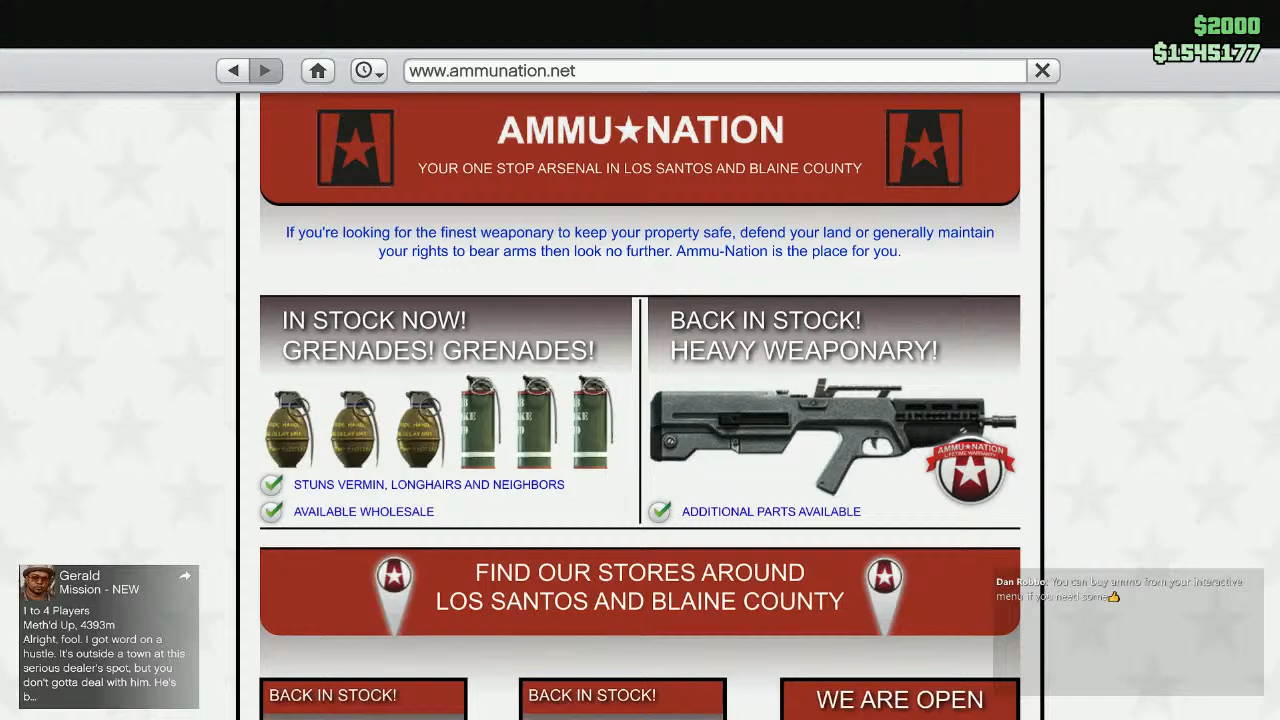 $2000
$1545177
www.ammunation.net
AMMU★NATION
YOUR ONE STOP ARSENAL IN LOS SANTOS AND BLAINE COUNTY
If you're looking for the finest weaponary to keep your property safe, defend your land or generally maintain
your rights to bear arms then look no further. Ammu-Nation is the place for you.
IN STOCK NOW!
GRENADES! GRENADES!
STUNS VERMIN, LONGHAIRS AND NEIGHBORS
AVAILABLE WHOLESALE
BACK IN STOCK!
HEAVY WEAPONARY!
AMMU★NATION
LIFETIME WARRANTY
ADDITIONAL PARTS AVAILABLE
FIND OUR STORES AROUND
LOS SANTOS AND BLAINE COUNTY
Gerald
Mission - NEW
1 to 4 Players
Meth'd Up, 4393m
Alright, fool. I got word on a
hustle. It's outside a town at this
serious dealer's spot, but you
don't gotta deal with him. He's
b...
Dan Robbo: You can buy ammo from your interactive
menu if you need some👍
BACK IN STOCK!
BACK IN STOCK!
WE ARE OPEN